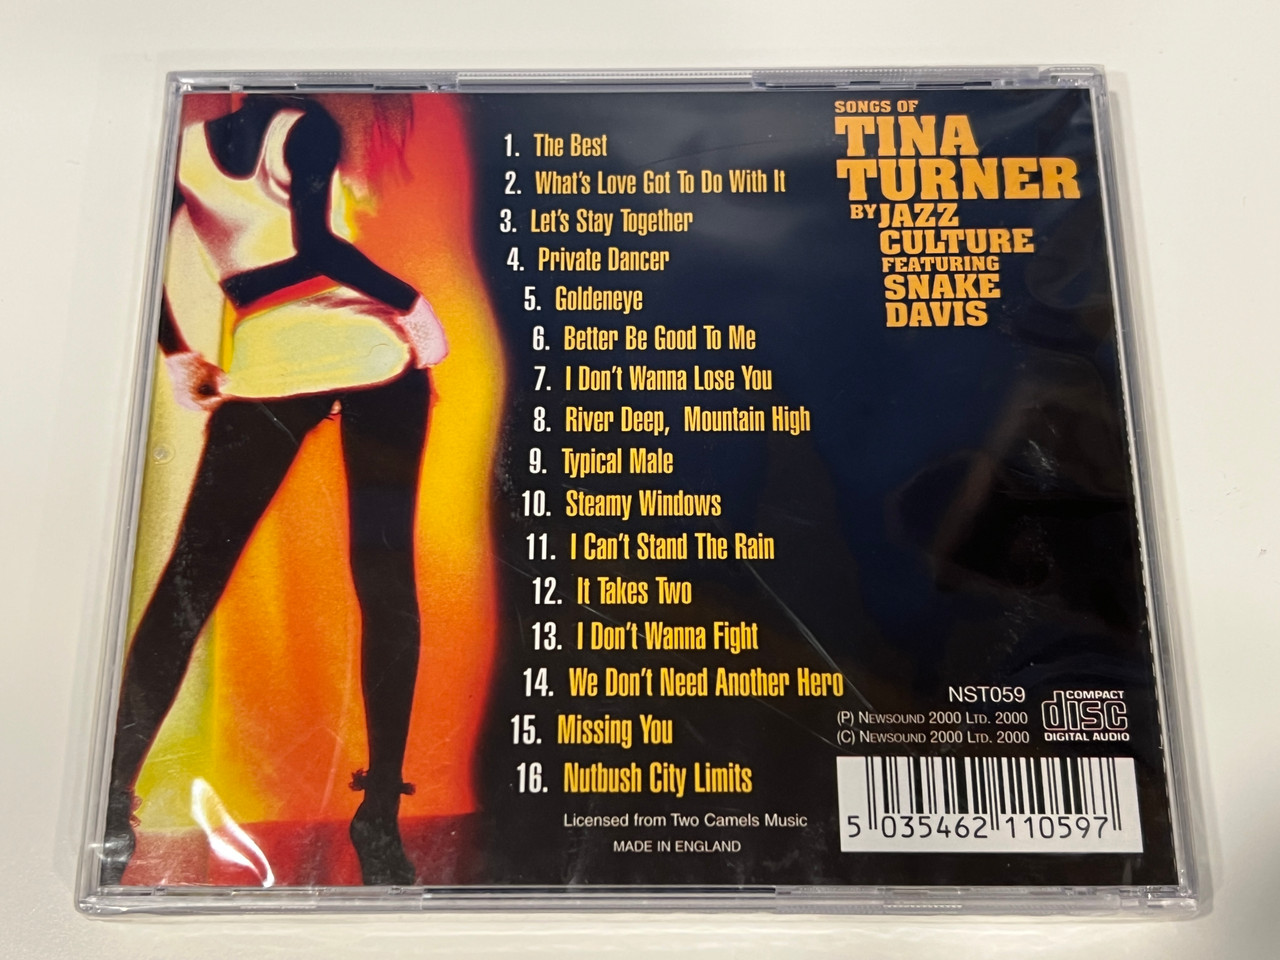 SONGS OF
TINA
TURNER
BY JAZZ
CULTURE
FEATURING
SNAKE
DAVIS
1. The Best
2. What's Love Got To Do With It
3. Let's Stay Together
4. Private Dancer
5. Goldeneye
6. Better Be Good To Me
7. I Don't Wanna Lose You
8. River Deep, Mountain High
9. Typical Male
10. Steamy Windows
11. I Can't Stand The Rain
12. It Takes Two
13. I Don't Wanna Fight
14. We Don't Need Another Hero
15. Missing You
16. Nutbush City Limits
Licensed from Two Camels Music
MADE IN ENGLAND
NST059
(P) NEWSOUND 2000 LTD. 2000
(C) NEWSOUND 2000 LTD. 2000
COMPACT
disc
DIGITAL AUDIO
5 035462 110597